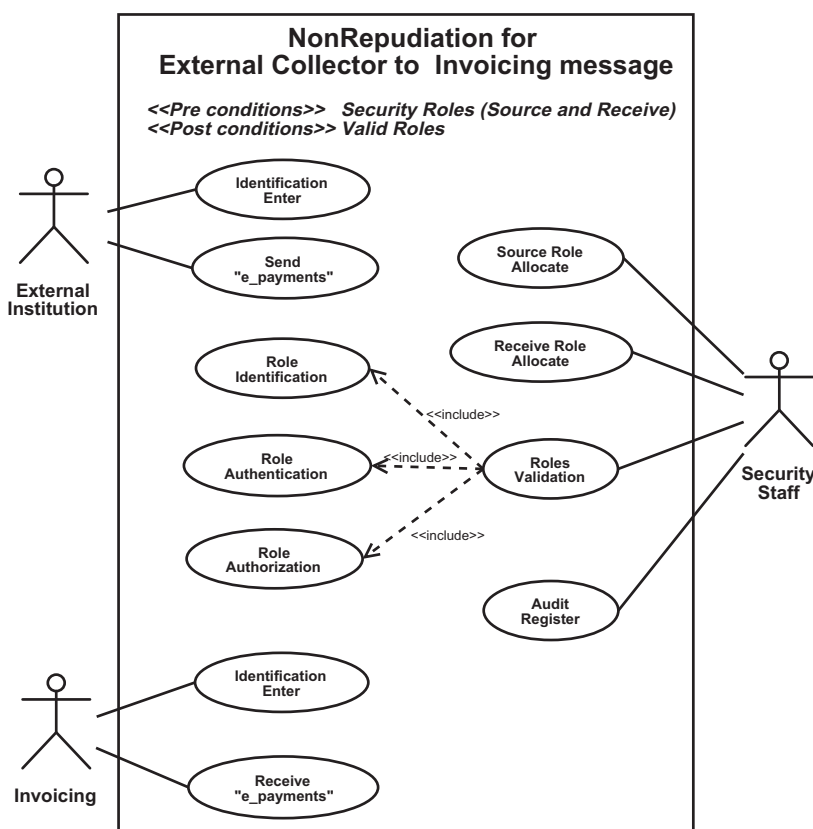 NonRepudiation for
External Collector to Invoicing message
<<Pre conditions>> Security Roles (Source and Receive)
<<Post conditions>> Valid Roles
Identification
Enter
Send
"e_payments"
External
Institution
Source Role
Allocate
Receive Role
Allocate
Role
Identification
<<include>>
Role
Authentication
<<include>>
Roles
Validation
Security
Staff
<<include>>
Role
Authorization
Audit
Register
Identification
Enter
Receive
"e_payments"
Invoicing